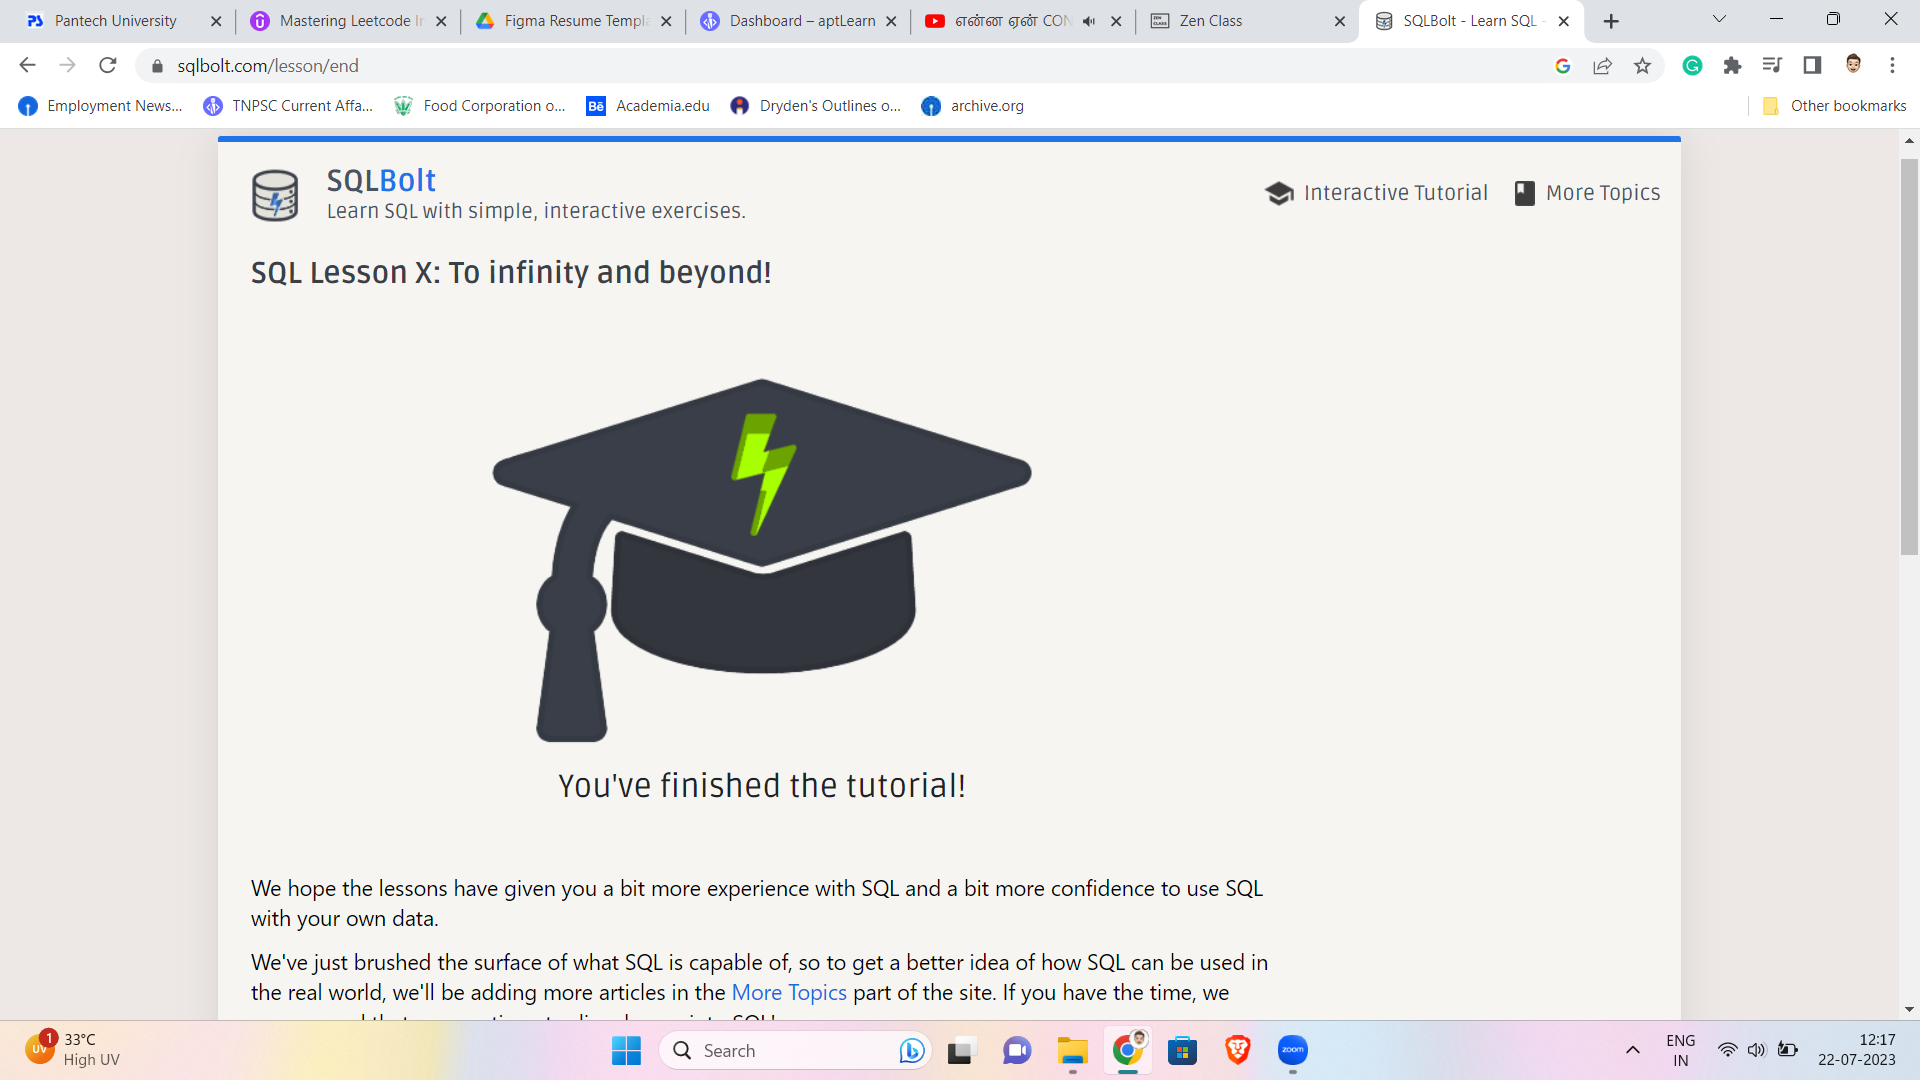 Pantech University
Mastering Leetcode
Figma Resume Templ
Dashboard – aptLearn
என்ன ஏன் CON
Zen Class
SQLBolt - Learn SQL -
sqlbolt.com/lesson/end
Employment News...
TNPSC Current Affa...
Food Corporation o...
Bē Academia.edu
Dryden's Outlines o...
archive.org
Other bookmarks
SQLBolt
Learn SQL with simple, interactive exercises.
Interactive Tutorial
More Topics
SQL Lesson X: To infinity and beyond!
You've finished the tutorial!
We hope the lessons have given you a bit more experience with SQL and a bit more confidence to use SQL
with your own data.
We've just brushed the surface of what SQL is capable of, so to get a better idea of how SQL can be used in
the real world, we'll be adding more articles in the More Topics part of the site. If you have the time, we
UV 1
33°C
High UV
Search
zoom
ENG
IN
12:17
22-07-2023